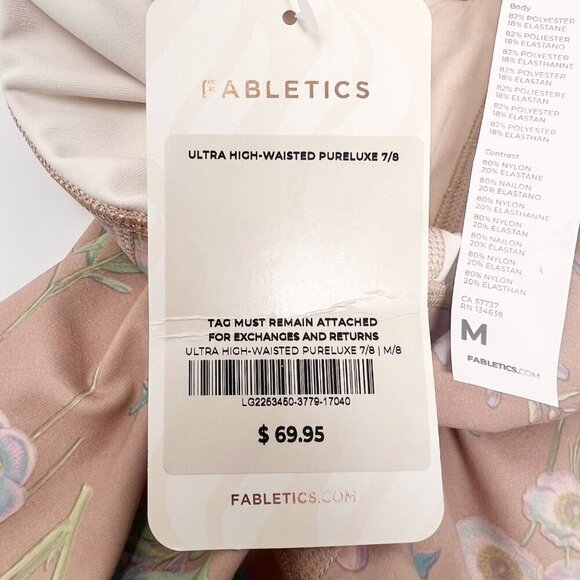 FABLETICS
ULTRA HIGH-WAISTED PURELUXE 7/8
TAG MUST REMAIN ATTACHED
FOR EXCHANGES AND RETURNS
ULTRA HIGH-WAISTED PURELUXE 7/8 | M/8
LG2253450-3779-17040
$ 69.95
FABLETICS.COM
Body
82% POLYESTER
18% ELASTANE
82% POLIÉSTER
18% ELASTANO
82% POLYESTER
18% ELASTHANNE
82% POLYESTER
18% ELASTAN
82% POLIESTERE
18% ELASTAN
82% POLYESTER
18% ELASTAN
82% POLYESTER
18% ELASTHAN
Contrast
80% NYLON
20% ELASTANE
80% NAILON
20% ELASTANO
80% NYLON
20% ELASTHANNE
80% NYLON
20% ELASTAN
80% NAILON
20% ELASTAN
80% NYLON
20% ELASTAN
80% NYLON
20% ELASTHAN
CA 57737
RN 134638
M
FABLETICS.COM